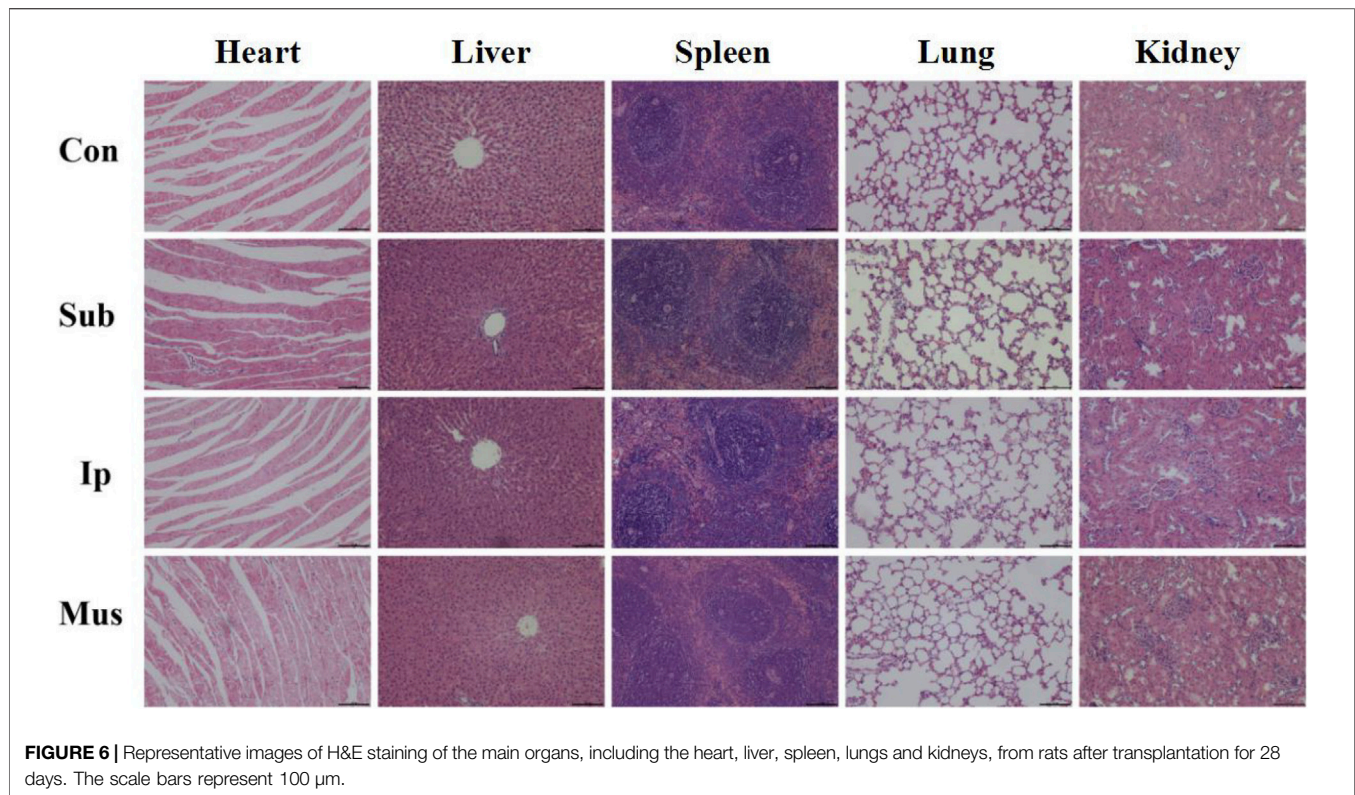 Heart Liver Spleen Lung Kidney
Con
Sub
Ip
Mus
FIGURE 6 | Representative images of H&E staining of the main organs, including the heart, liver, spleen, lungs and kidneys, from rats after transplantation for 28
days. The scale bars represent 100 µm.